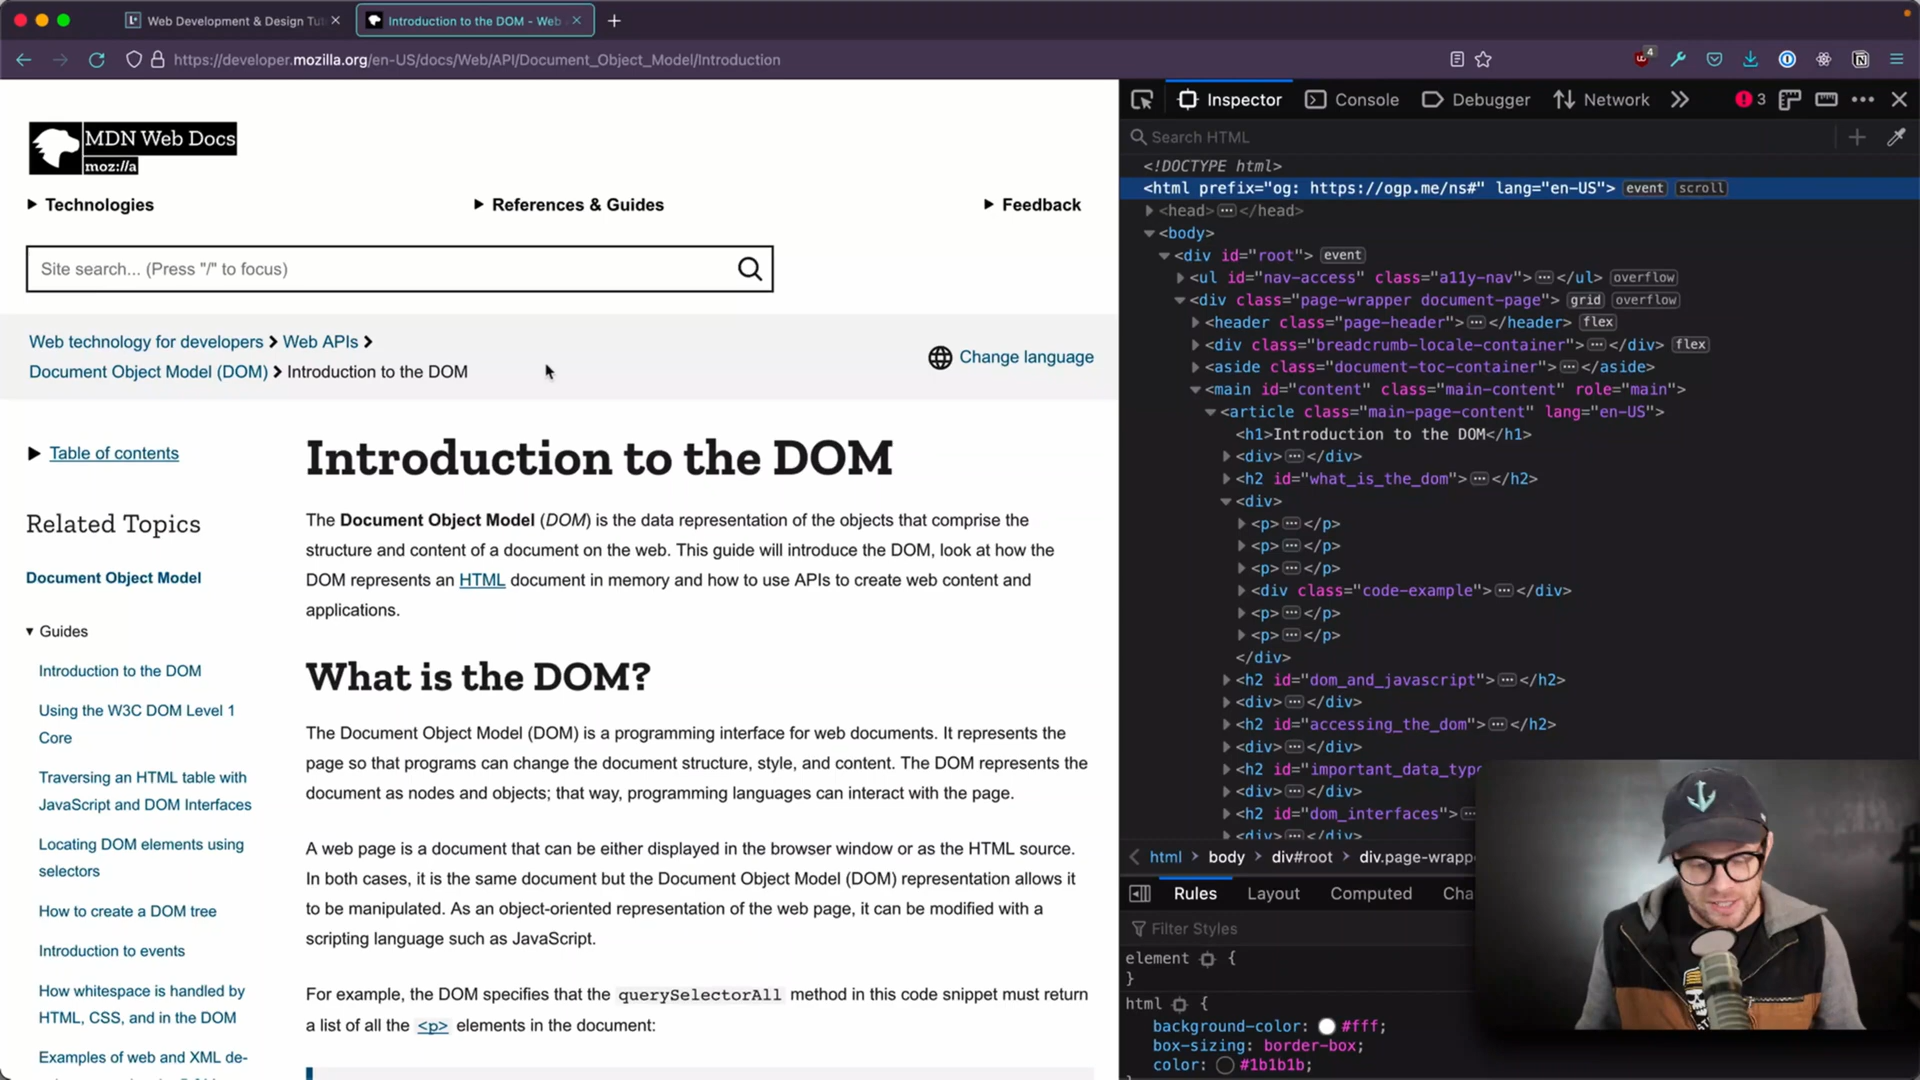 Web Development & Design Tu
Introduction to the DOM - Web
https://developer.mozilla.org/en-US/docs/Web/API/Document_Object_Model/Introduction
4
MDN Web Docs
moz://a
Technologies
References & Guides
Feedback
Site search... (Press "/" to focus)
Web technology for developers
Web APIs
Document Object Model (DOM)
Introduction to the DOM
Change language
Table of contents
Related Topics
Document Object Model
Guides
Introduction to the DOM
Using the W3C DOM Level 1
Core
Traversing an HTML table with
JavaScript and DOM Interfaces
Locating DOM elements using
selectors
How to create a DOM tree
Introduction to events
How whitespace is handled by
HTML, CSS, and in the DOM
Examples of web and XML de-
Introduction to the DOM
The Document Object Model (DOM) is the data representation of the objects that comprise the
structure and content of a document on the web. This guide will introduce the DOM, look at how the
DOM represents an HTML document in memory and how to use APIs to create web content and
applications.
What is the DOM?
The Document Object Model (DOM) is a programming interface for web documents. It represents the
page so that programs can change the document structure, style, and content. The DOM represents the
document as nodes and objects; that way, programming languages can interact with the page.
A web page is a document that can be either displayed in the browser window or as the HTML source.
In both cases, it is the same document but the Document Object Model (DOM) representation allows it
to be manipulated. As an object-oriented representation of the web page, it can be modified with a
scripting language such as JavaScript.
For example, the DOM specifies that the querySelectorAll method in this code snippet must return
a list of all the <p> elements in the document:
Inspector
Console
Debugger
Network
3
Search HTML
<!DOCTYPE html>
<html prefix="og: https://ogp.me/ns#" lang="en-US"> event scroll
<head>…</head>
<body>
<div id="root"> event
<ul id="nav-access" class="a11y-nav">…</ul> overflow
<div class="page-wrapper document-page"> grid overflow
<header class="page-header">…</header> flex
<div class="breadcrumb-locale-container">…</div> flex
<aside class="document-toc-container">…</aside>
<main id="content" class="main-content" role="main">
<article class="main-page-content" lang="en-US">
<h1>Introduction to the DOM</h1>
<div>…</div>
<h2 id="what_is_the_dom">…</h2>
<div>
<p>…</p>
<p>…</p>
<p>…</p>
<div class="code-example">…</div>
<p>…</p>
<p>…</p>
</div>
<h2 id="dom_and_javascript">…</h2>
<div>…</div>
<h2 id="accessing_the_dom">…</h2>
<div>…</div>
<h2 id="important_data_type
<div>…</div>
<h2 id="dom_interfaces">…
<div>…</div>
html
body
div#root
div.page-wrappe
Rules
Layout
Computed
Cha
Filter Styles
element {
}
html {
background-color: #fff;
box-sizing: border-box;
color: #1b1b1b;